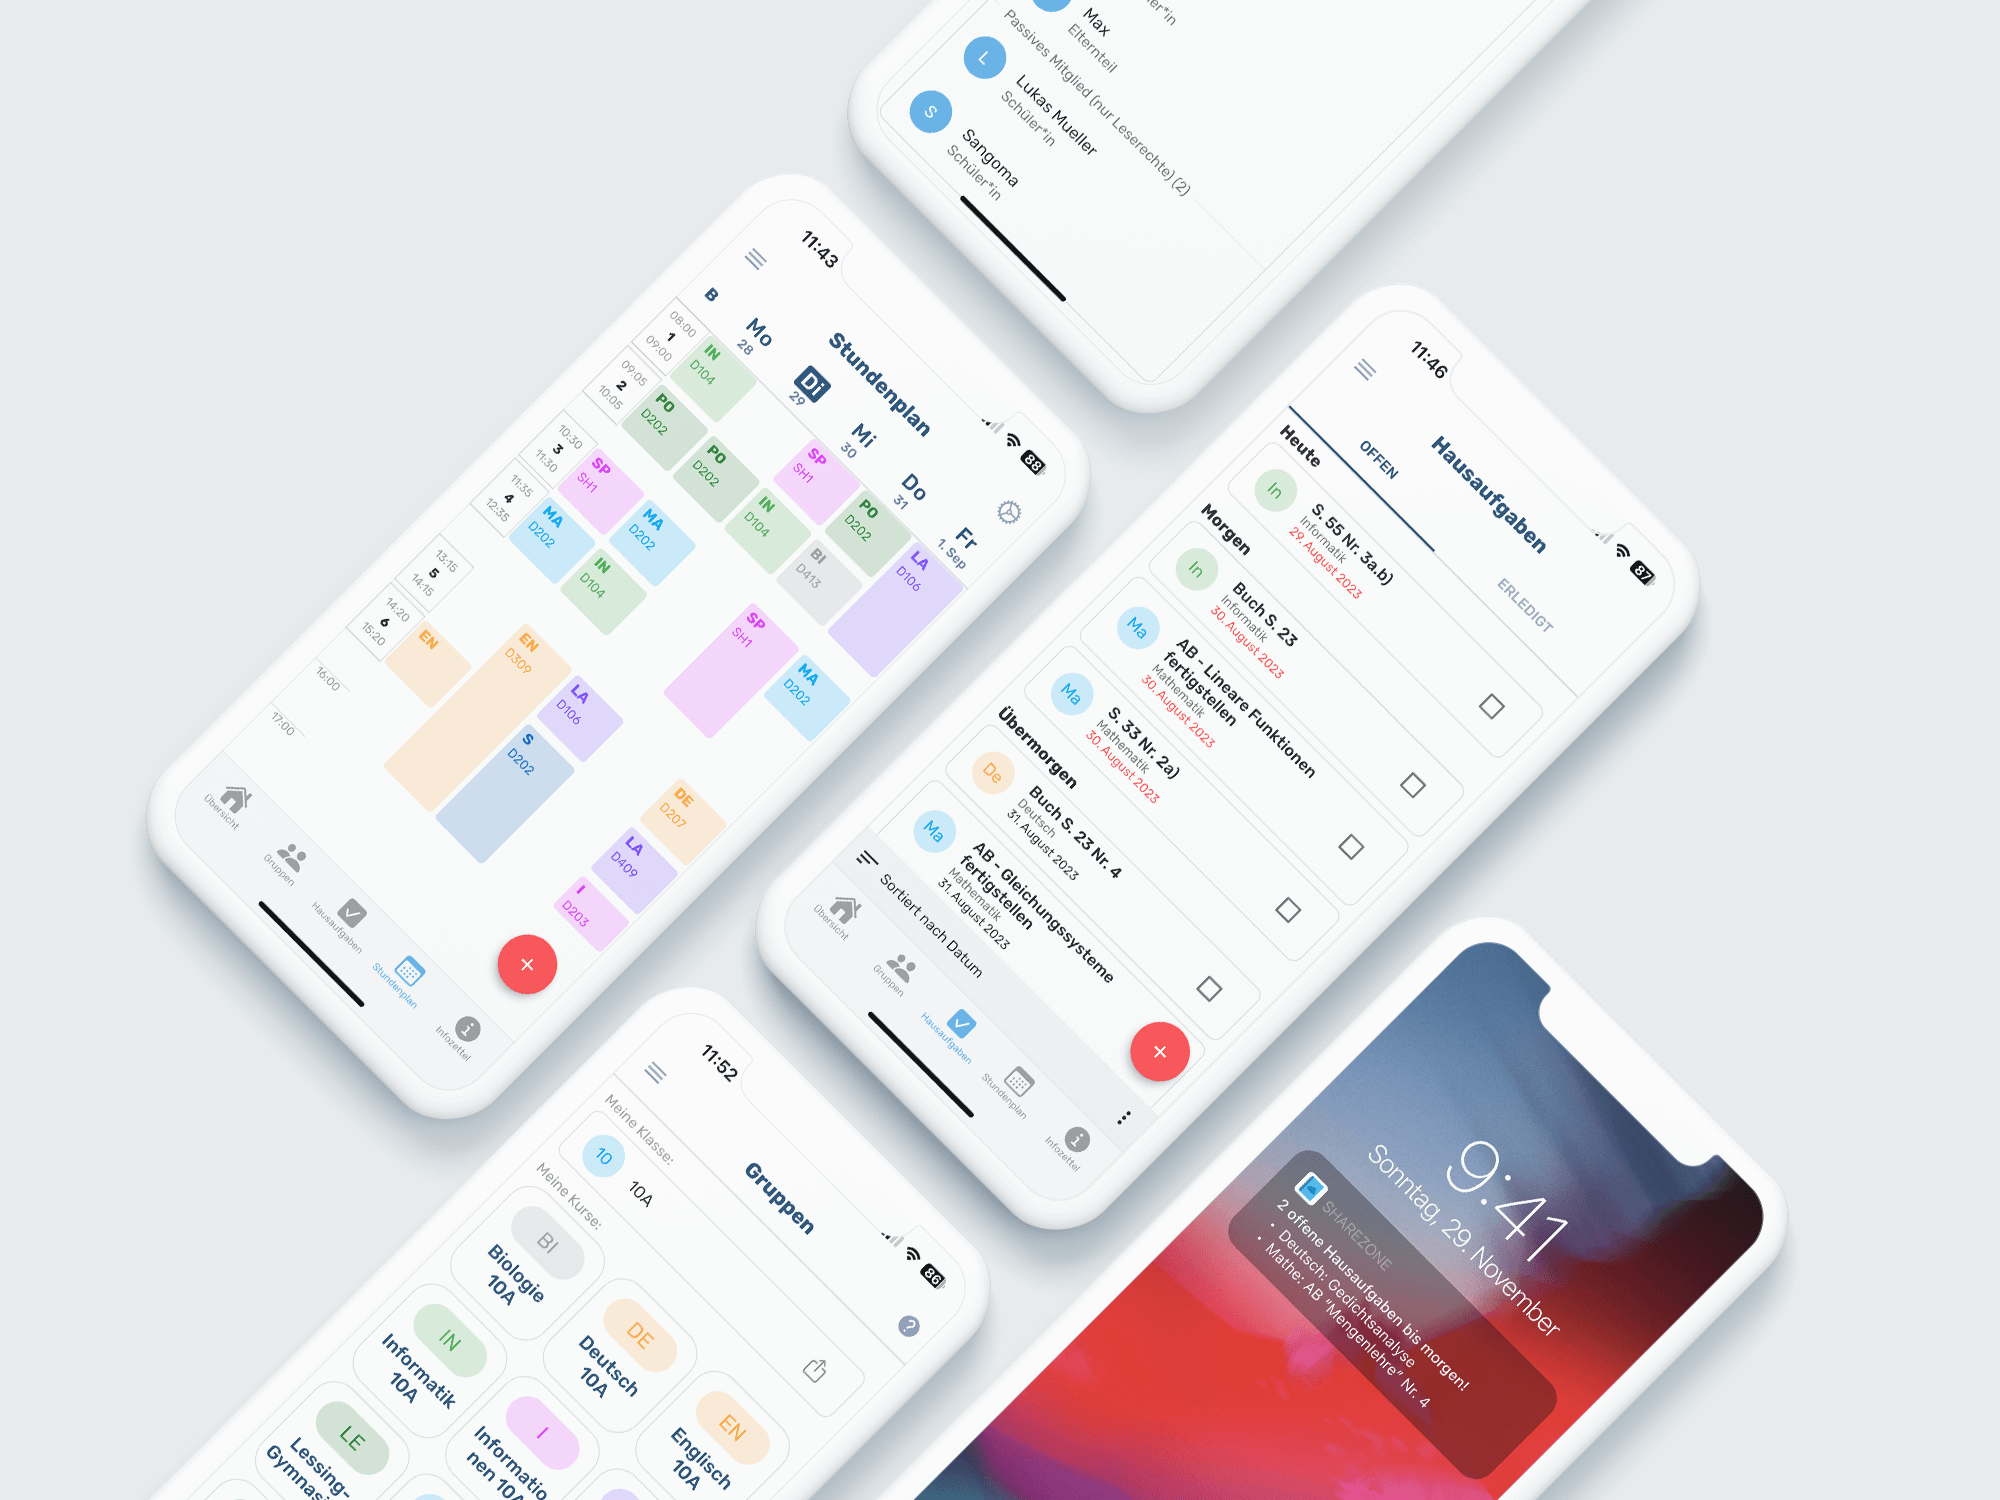 ler*in
Max
Elternteil
Passives Mitglied (nur Leserechte) (2)
L
Lukas Mueller
Schüler*in
S
Sangoma
Schüler*in
11:43
88
Stundenplan
B
Mo
28
Di
29
Mi
30
Do
31
Fr
1. Sep
08:00
1
09:00
09:05
2
10:05
10:30
3
11:30
11:35
4
12:35
13:15
5
14:15
14:20
6
15:20
16:00
17:00
IN
D104
PO
D202
SP
SH1
MA
D202
EN
PO
D202
MA
D202
IN
D104
EN
D309
SP
SH1
IN
D104
LA
D106
S
D202
PO
D202
BI
D413
SP
SH1
LA
D106
MA
D202
DE
D207
LA
D409
I
D203
Übersicht
Gruppen
Hausaufgaben
Stundenplan
Infozettel
11:46
87
Hausaufgaben
OFFEN
ERLEDIGT
Heute
In
S. 55 Nr. 3a.b)
Informatik
29. August 2023
Morgen
In
Buch S. 23
Informatik
30. August 2023
Ma
AB - Lineare Funktionen
fertigstellen
Mathematik
30. August 2023
Ma
S. 33 Nr. 2a)
Mathematik
30. August 2023
Übermorgen
De
Buch S. 23 Nr. 4
Deutsch
31. August 2023
Ma
AB - Gleichungssysteme
fertigstellen
Mathematik
31. August 2023
Sortiert nach Datum
Übersicht
Gruppen
Hausaufgaben
Stundenplan
Infozettel
11:52
86
Gruppen
?
Meine Klasse:
10
10A
Meine Kurse:
BI
Biologie
10A
DE
Deutsch
10A
EN
Englisch
10A
IN
Informatik
10A
I
Informatio
nen 10A
LE
Lessing-
Gymnasi
9:41
Sonntag, 29. November
SHAREZONE
2 offene Hausaufgaben bis morgen!
• Deutsch: Gedichtsanalyse
• Mathe: AB "Mengenlehre" Nr. 4